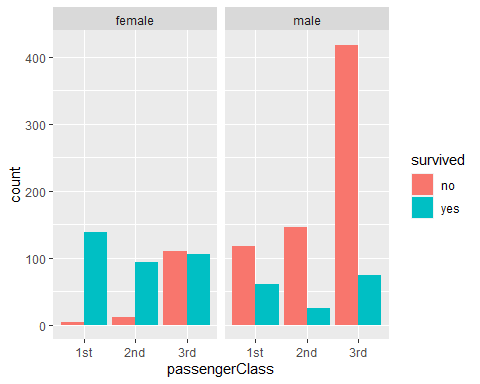 female male
400
300
200
100
0
count
1st 2nd 3rd 1st 2nd 3rd
passengerClass
survived
no
yes